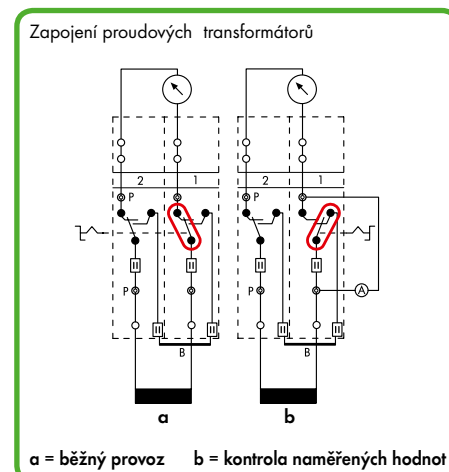 Zapojení proudových transformátorů
2 1 2 1
P P
P A P
B B
a b
a = běžný provoz b = kontrola naměřených hodnot